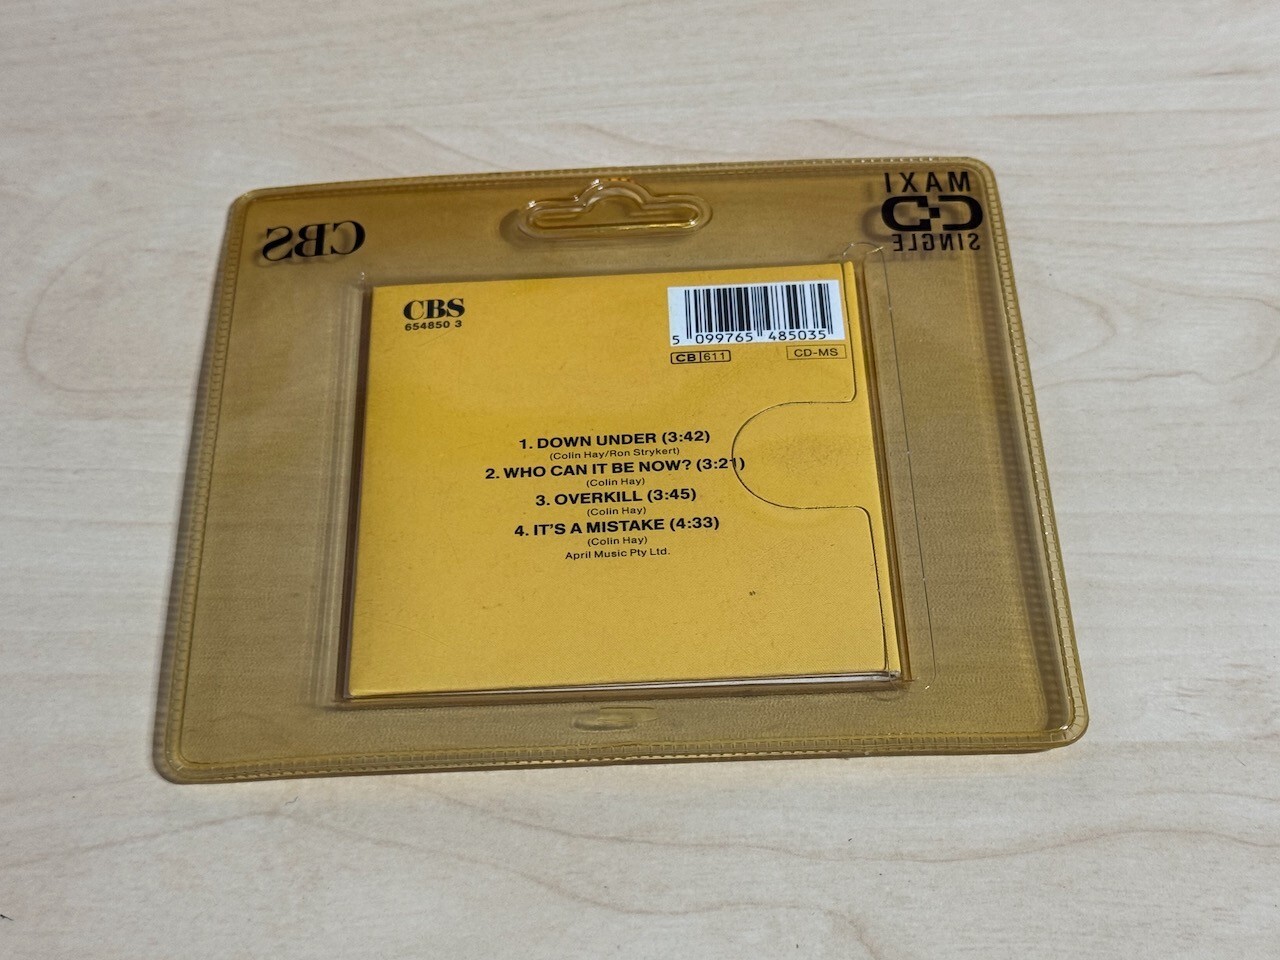 MAXI
CD
SINGLE
CBS
CBS
654850 3
5 099765 485035
CB 611
CD-MS
1. DOWN UNDER (3:42)
(Colin Hay/Ron Strykert)
2. WHO CAN IT BE NOW? (3:21)
(Colin Hay)
3. OVERKILL (3:45)
(Colin Hay)
4. IT'S A MISTAKE (4:33)
(Colin Hay)
April Music Pty Ltd.